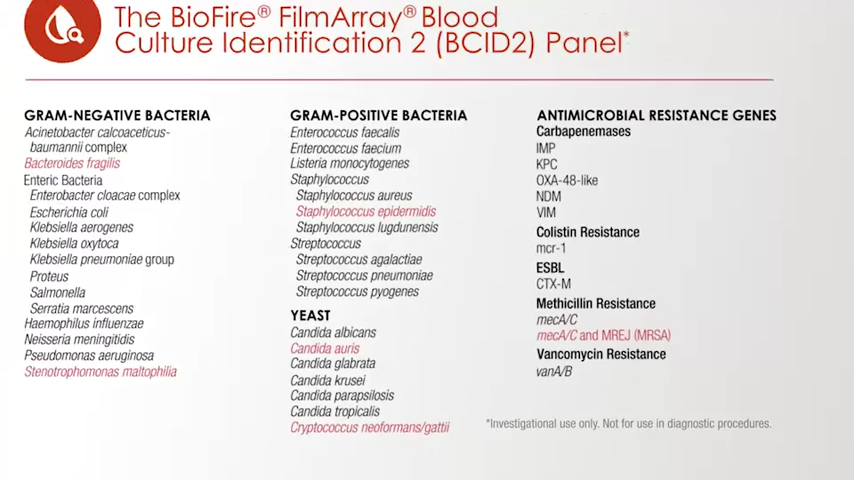 The BioFire® FilmArray® Blood
Culture Identification 2 (BCID2) Panel*
GRAM-NEGATIVE BACTERIA
Acinetobacter calcoaceticus-
baumannii complex
Bacteroides fragilis
Enteric Bacteria
Enterobacter cloacae complex
Escherichia coli
Klebsiella aerogenes
Klebsiella oxytoca
Klebsiella pneumoniae group
Proteus
Salmonella
Serratia marcescens
Haemophilus influenzae
Neisseria meningitidis
Pseudomonas aeruginosa
Stenotrophomonas maltophilia
GRAM-POSITIVE BACTERIA
Enterococcus faecalis
Enterococcus faecium
Listeria monocytogenes
Staphylococcus
Staphylococcus aureus
Staphylococcus epidermidis
Staphylococcus lugdunensis
Streptococcus
Streptococcus agalactiae
Streptococcus pneumoniae
Streptococcus pyogenes
YEAST
Candida albicans
Candida auris
Candida glabrata
Candida krusei
Candida parapsilosis
Candida tropicalis
Cryptococcus neoformans/gattii
ANTIMICROBIAL RESISTANCE GENES
Carbapenemases
IMP
KPC
OXA-48-like
NDM
VIM
Colistin Resistance
mcr-1
ESBL
CTX-M
Methicillin Resistance
mecA/C
mecA/C and MREJ (MRSA)
Vancomycin Resistance
vanA/B
*Investigational use only. Not for use in diagnostic procedures.